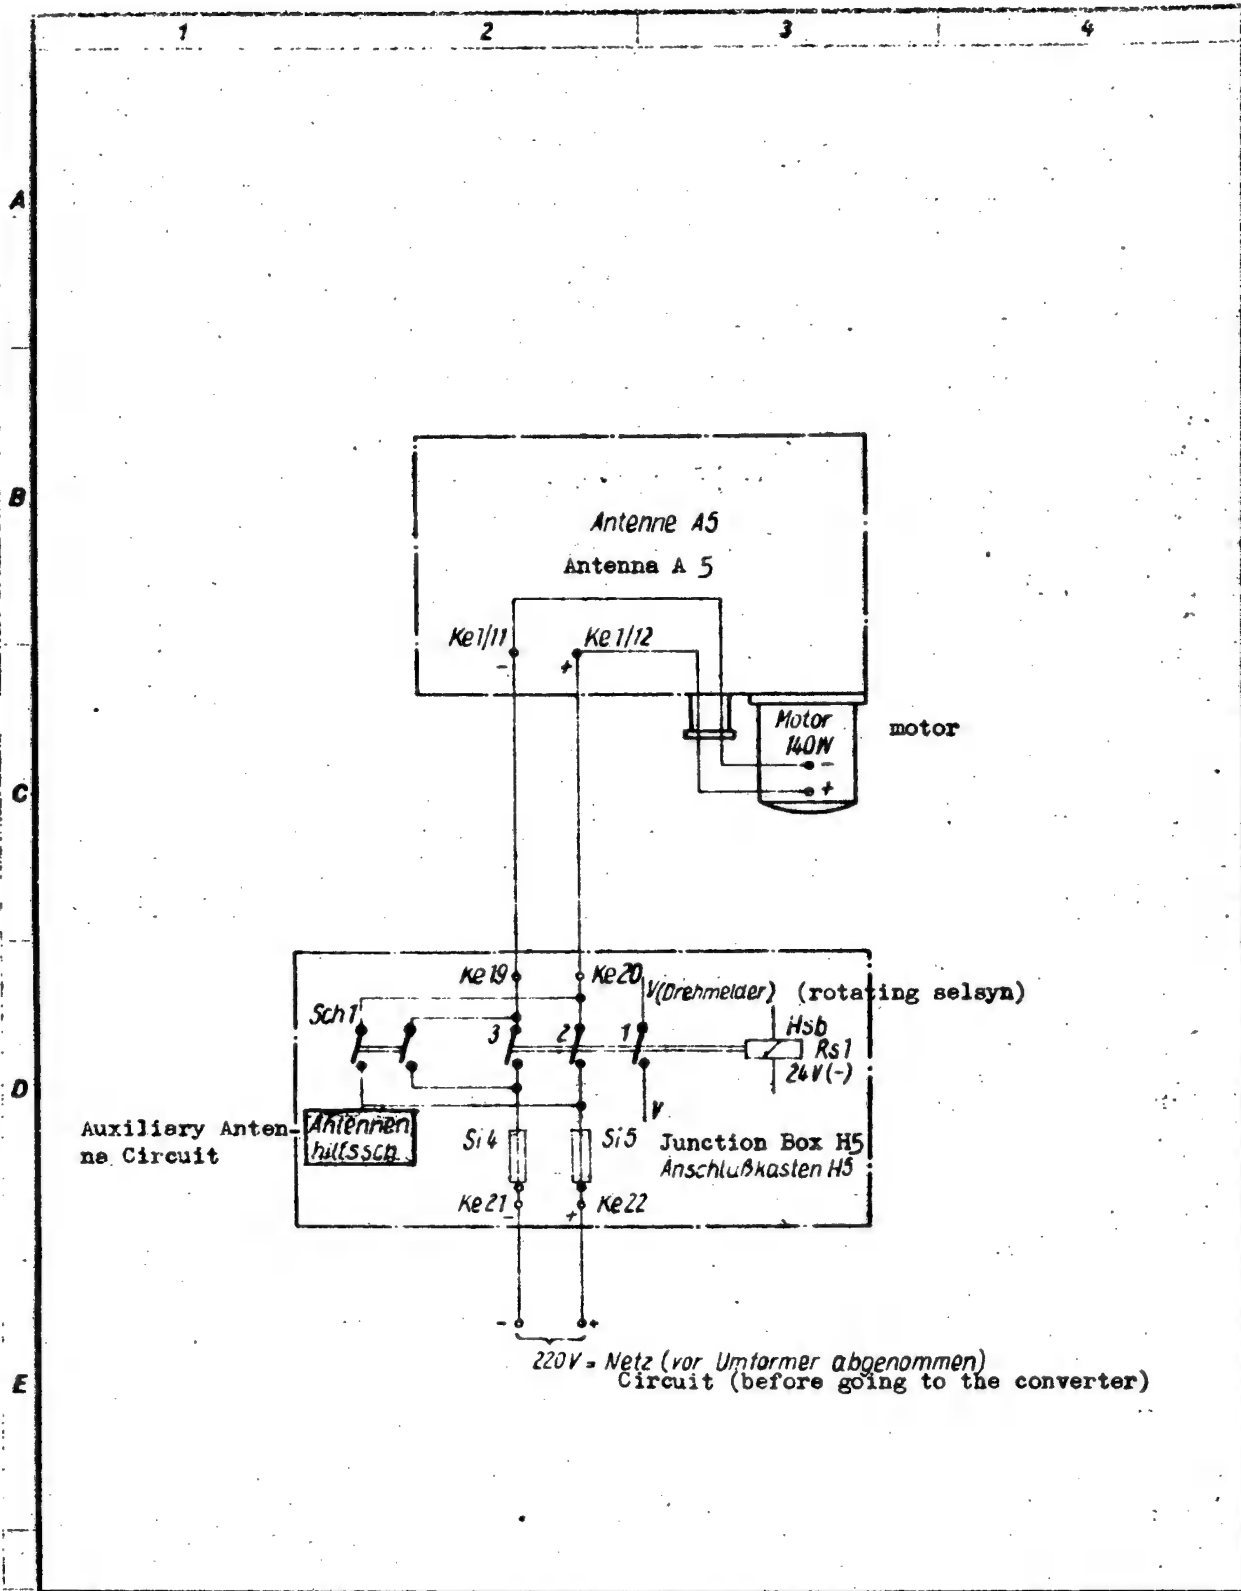 1 2 3 4
A
B
Antenne A5
Antenna A 5
Ke1/11 Ke1/12
- +
Motor
140W
motor
-
+
C
Ke19 Ke20
V(Drehmelder) (rotating selsyn)
Sch1
3 2 1
Hsb
Rs1
24V(-)
D
V
Auxiliary Anten-
na Circuit
Antennen
hilfssch.
Si4 Si5
Junction Box H5
Anschlußkasten H5
Ke21 Ke22
- +
- +
220V = Netz (vor Umformer abgenommen)
Circuit (before going to the converter)
E